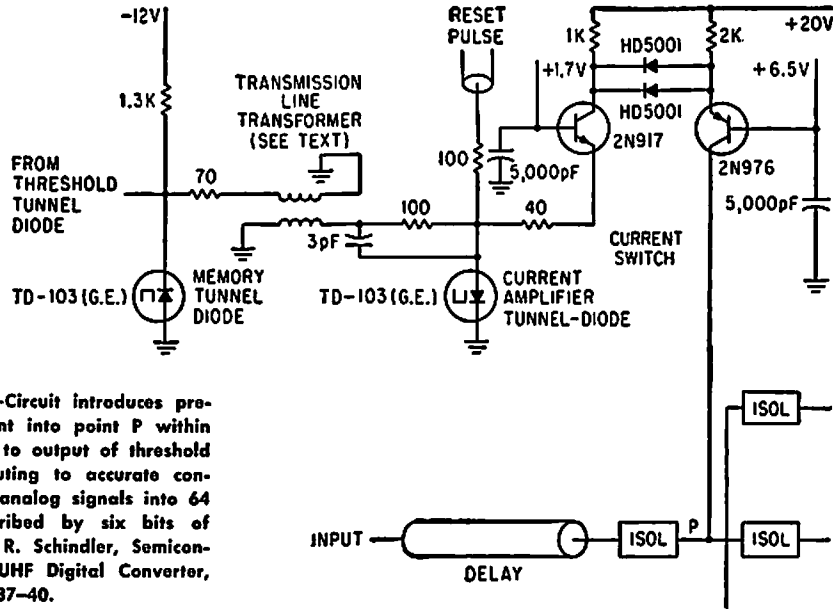 -12V
1.3K
FROM
THRESHOLD
TUNNEL
DIODE
70
TRANSMISSION
LINE
TRANSFORMER
(SEE TEXT)
3pF
100
TD-103 (G.E.)
MEMORY
TUNNEL
DIODE
RESET
PULSE
100
5,000pF
40
TD-103 (G.E.)
CURRENT
AMPLIFIER
TUNNEL-DIODE
+1.7V
1K
HD5001
HD5001
2K
+20V
+6.5V
2N917
2N976
5,000pF
CURRENT
SWITCH
-Circuit introduces pre-
nt into point P within
to output of threshold
uting to accurate con-
analog signals into 64
ribed by six bits of
R. Schindler, Semicon-
UHF Digital Converter,
37–40.
INPUT
DELAY
ISOL
P
ISOL
ISOL